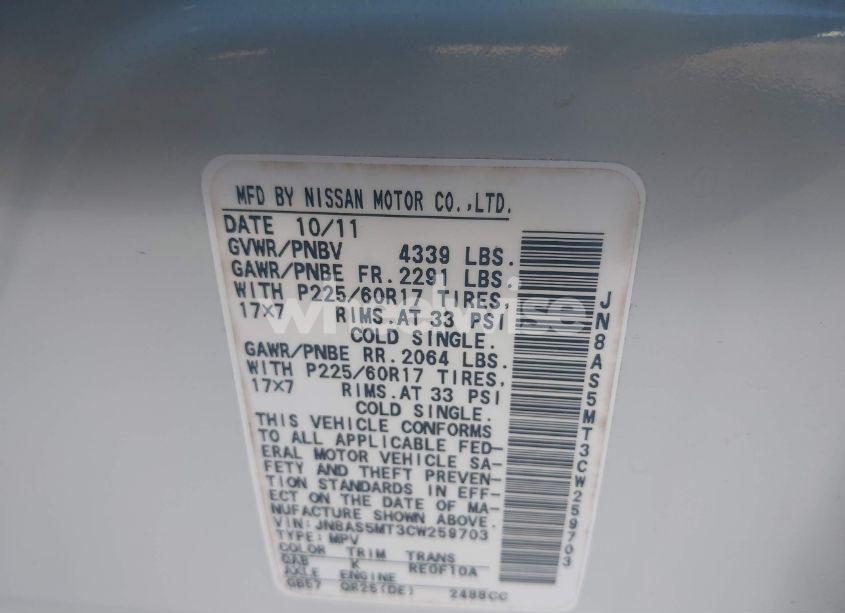 MFD BY NISSAN MOTOR CO.,LTD.
DATE 10/11
GVWR/PNBV 4339 LBS.
GAWR/PNBE FR. 2291 LBS.
WITH P225/60R17 TIRES,
17×7 RIMS.AT 33 PSI
COLD SINGLE.
GAWR/PNBE RR. 2064 LBS.
WITH P225/60R17 TIRES,
17×7 RIMS.AT 33 PSI
COLD SINGLE.
THIS VEHICLE CONFORMS
TO ALL APPLICABLE FED-
ERAL MOTOR VEHICLE SA-
FETY AND THEFT PREVEN-
TION STANDARDS IN EFF-
ECT ON THE DATE OF MA-
NUFACTURE SHOWN ABOVE.
VIN:JN8AS5MT3CW259703
TYPE:MPV
COLOR TRIM TRANS
QAB K RE0F10A
AXLE ENGINE
GB57 QR25(DE) 2488CC
JN8AS5MT3CW259703
wheelwise